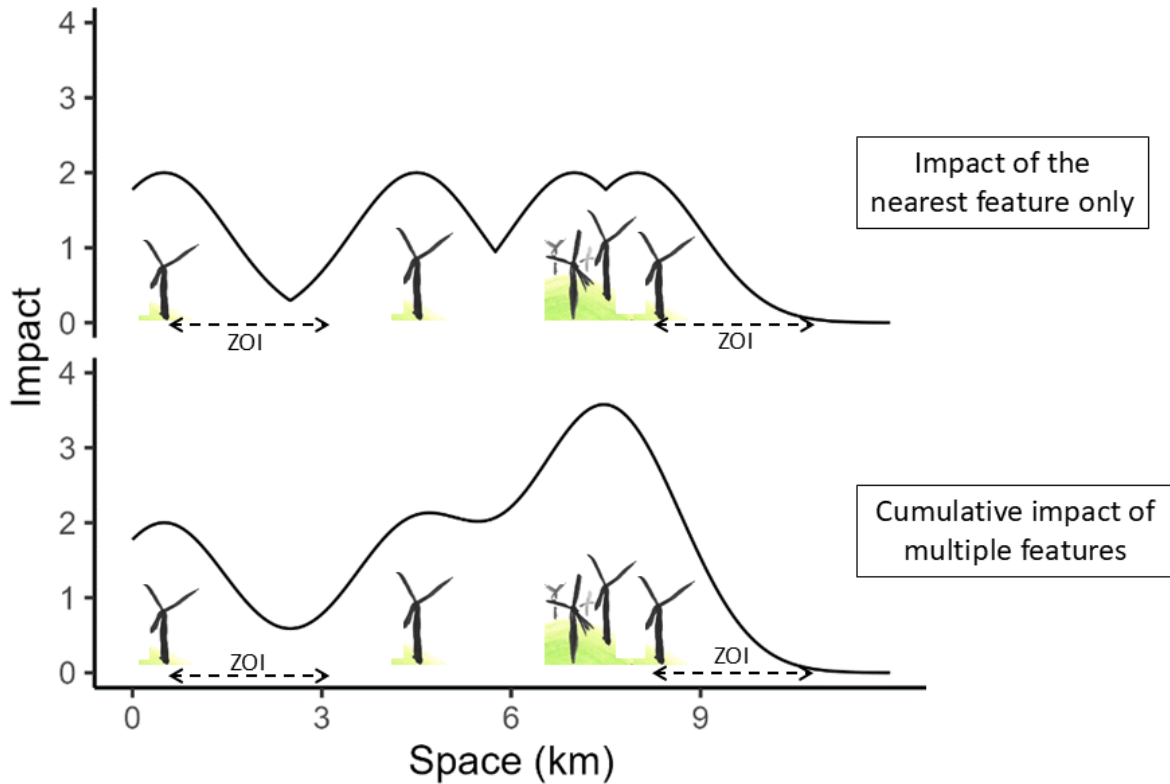 4
3
2
1
0
ZOI
ZOI
Impact of the
nearest feature only
Impact
4
3
2
1
0
ZOI
ZOI
Cumulative impact of
multiple features
0
3
6
9
Space (km)